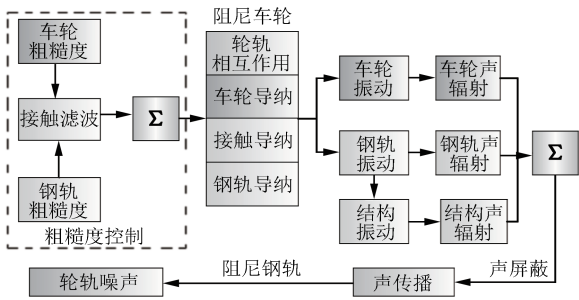 阻尼车轮
车轮
粗糙度
接触滤波
钢轨
粗糙度
粗糙度控制
Σ
轮轨
相互作用
车轮导纳
接触导纳
钢轨导纳
车轮
振动
车轮声
辐射
钢轨
振动
钢轨声
辐射
结构
振动
结构声
辐射
Σ
声屏蔽
声传播
阻尼钢轨
轮轨噪声